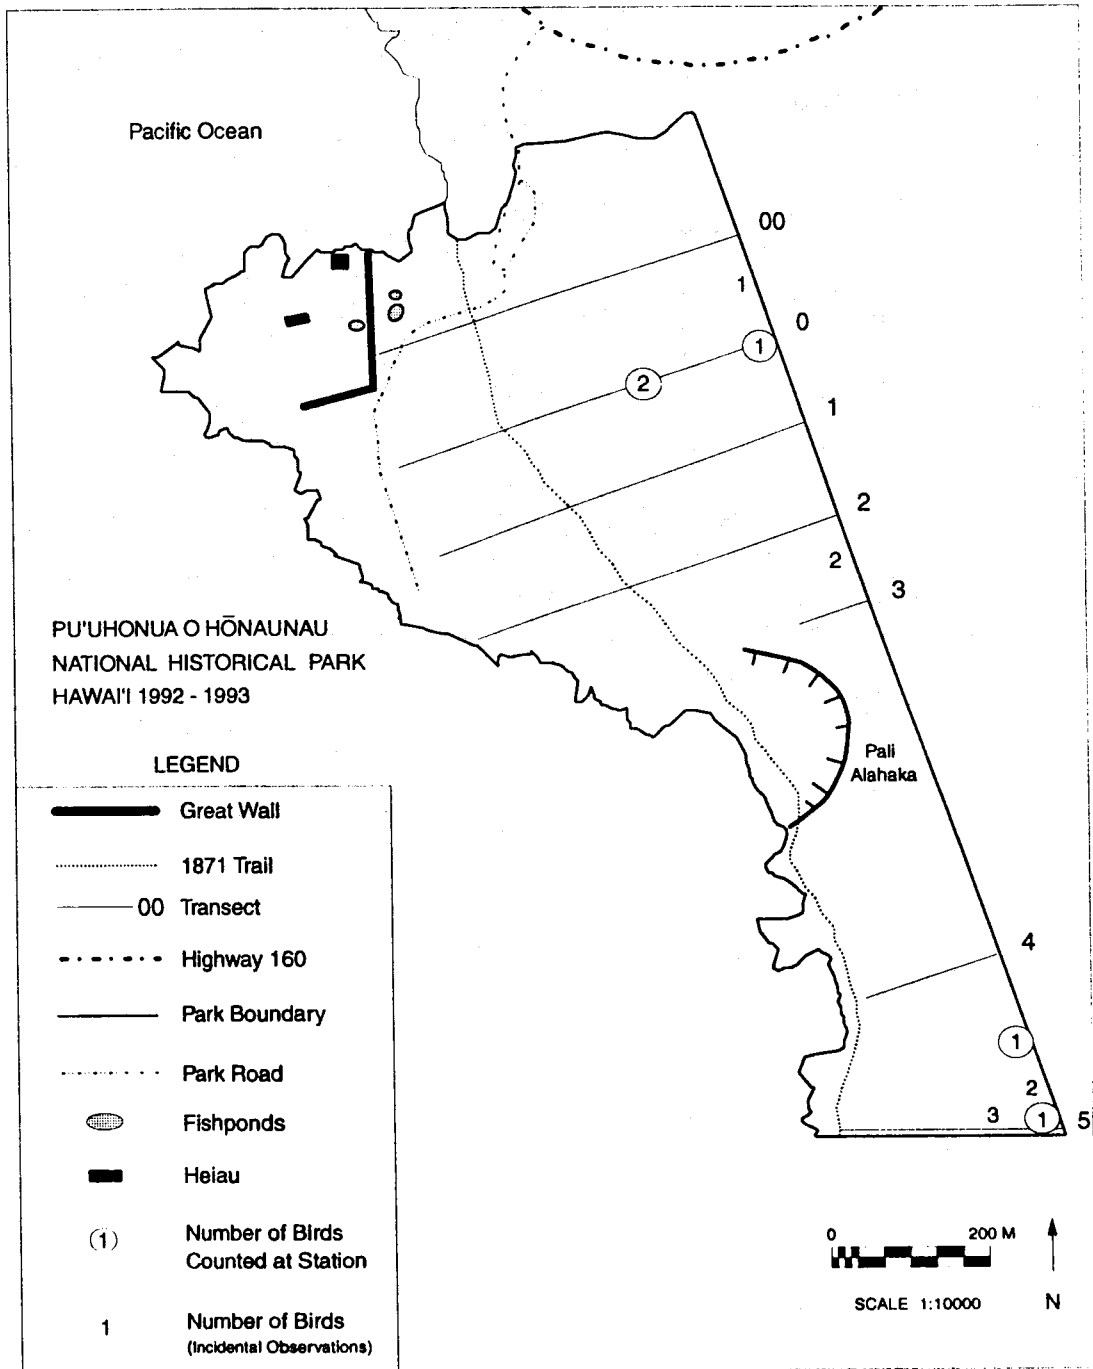 Pacific Ocean
00
1
0
1
2
1
2
2
3
PU'UHONUA O HŌNAUNAU
NATIONAL HISTORICAL PARK
HAWAI'I 1992 - 1993
Pali
Alahaka
LEGEND
Great Wall
1871 Trail
00 Transect
Highway 160
Park Boundary
Park Road
Fishponds
Heiau
(1) Number of Birds
Counted at Station
1 Number of Birds
(Incidental Observations)
4
1
2
3
1
5
0 200 M
SCALE 1:10000
N